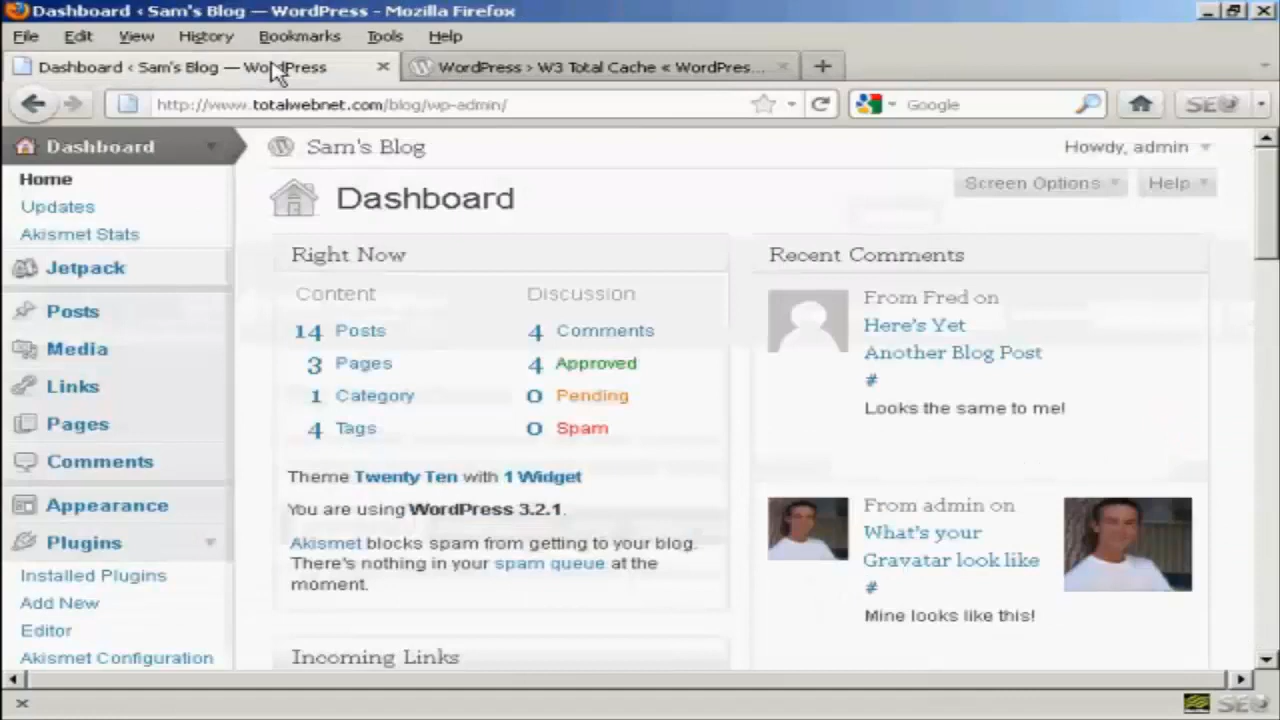 Dashboard ‹ Sam's Blog — WordPress - Mozilla Firefox
File Edit View History Bookmarks Tools Help
Dashboard ‹ Sam's Blog — WordPress
WordPress › W3 Total Cache « WordPres...
http://www.totalwebnet.com/blog/wp-admin/
Google
SEO
Dashboard
Home
Updates
Akismet Stats
Jetpack
Posts
Media
Links
Pages
Comments
Appearance
Plugins
Installed Plugins
Add New
Editor
Akismet Configuration
Sam's Blog
Howdy, admin
Screen Options
Help
Dashboard
Right Now
Content Discussion
14 Posts 4 Comments
3 Pages 4 Approved
1 Category 0 Pending
4 Tags 0 Spam
Theme Twenty Ten with 1 Widget
You are using WordPress 3.2.1.
Akismet blocks spam from getting to your blog.
There's nothing in your spam queue at the
moment.
Incoming Links
Recent Comments
From Fred on
Here's Yet
Another Blog Post
#
Looks the same to me!
From admin on
What's your
Gravatar look like
#
Mine looks like this!
SEO